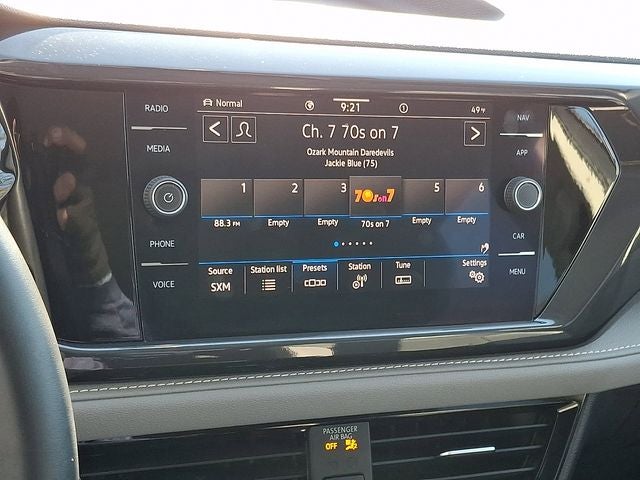 RADIO
MEDIA
PHONE
VOICE
Normal
9:21
49°F
Ch. 7 70s on 7
Ozark Mountain Daredevils
Jackie Blue (75)
1
2
3
5
6
70s on 7
88.3 FM
Empty
Empty
70s on 7
Empty
Empty
Source
SXM
Station list
Presets
Station
Tune
Settings
NAV
APP
CAR
MENU
PASSENGER
AIR BAG
OFF